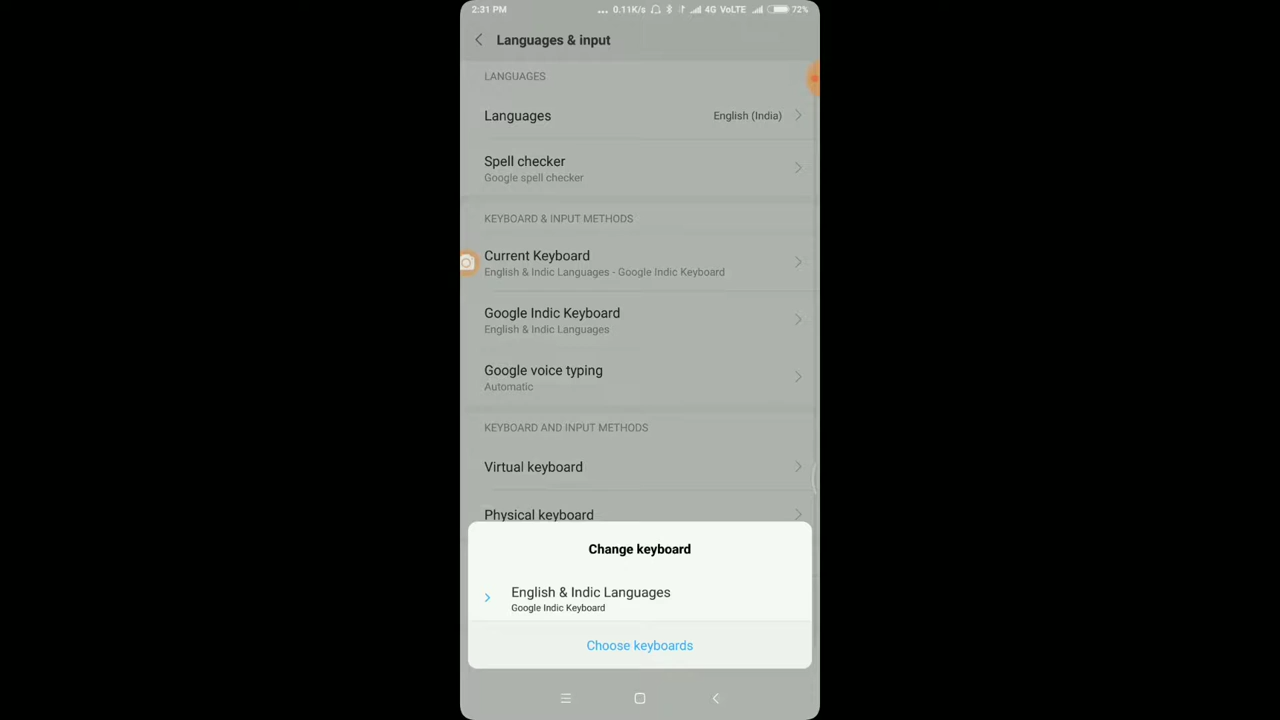 2:31 PM ... 0.11K/s 4G VoLTE 72%
Languages & input
LANGUAGES
Languages English (India)
Spell checker
Google spell checker
KEYBOARD & INPUT METHODS
Current Keyboard
English & Indic Languages - Google Indic Keyboard
Google Indic Keyboard
English & Indic Languages
Google voice typing
Automatic
KEYBOARD AND INPUT METHODS
Virtual keyboard
Physical keyboard
Change keyboard
English & Indic Languages
Google Indic Keyboard
Choose keyboards